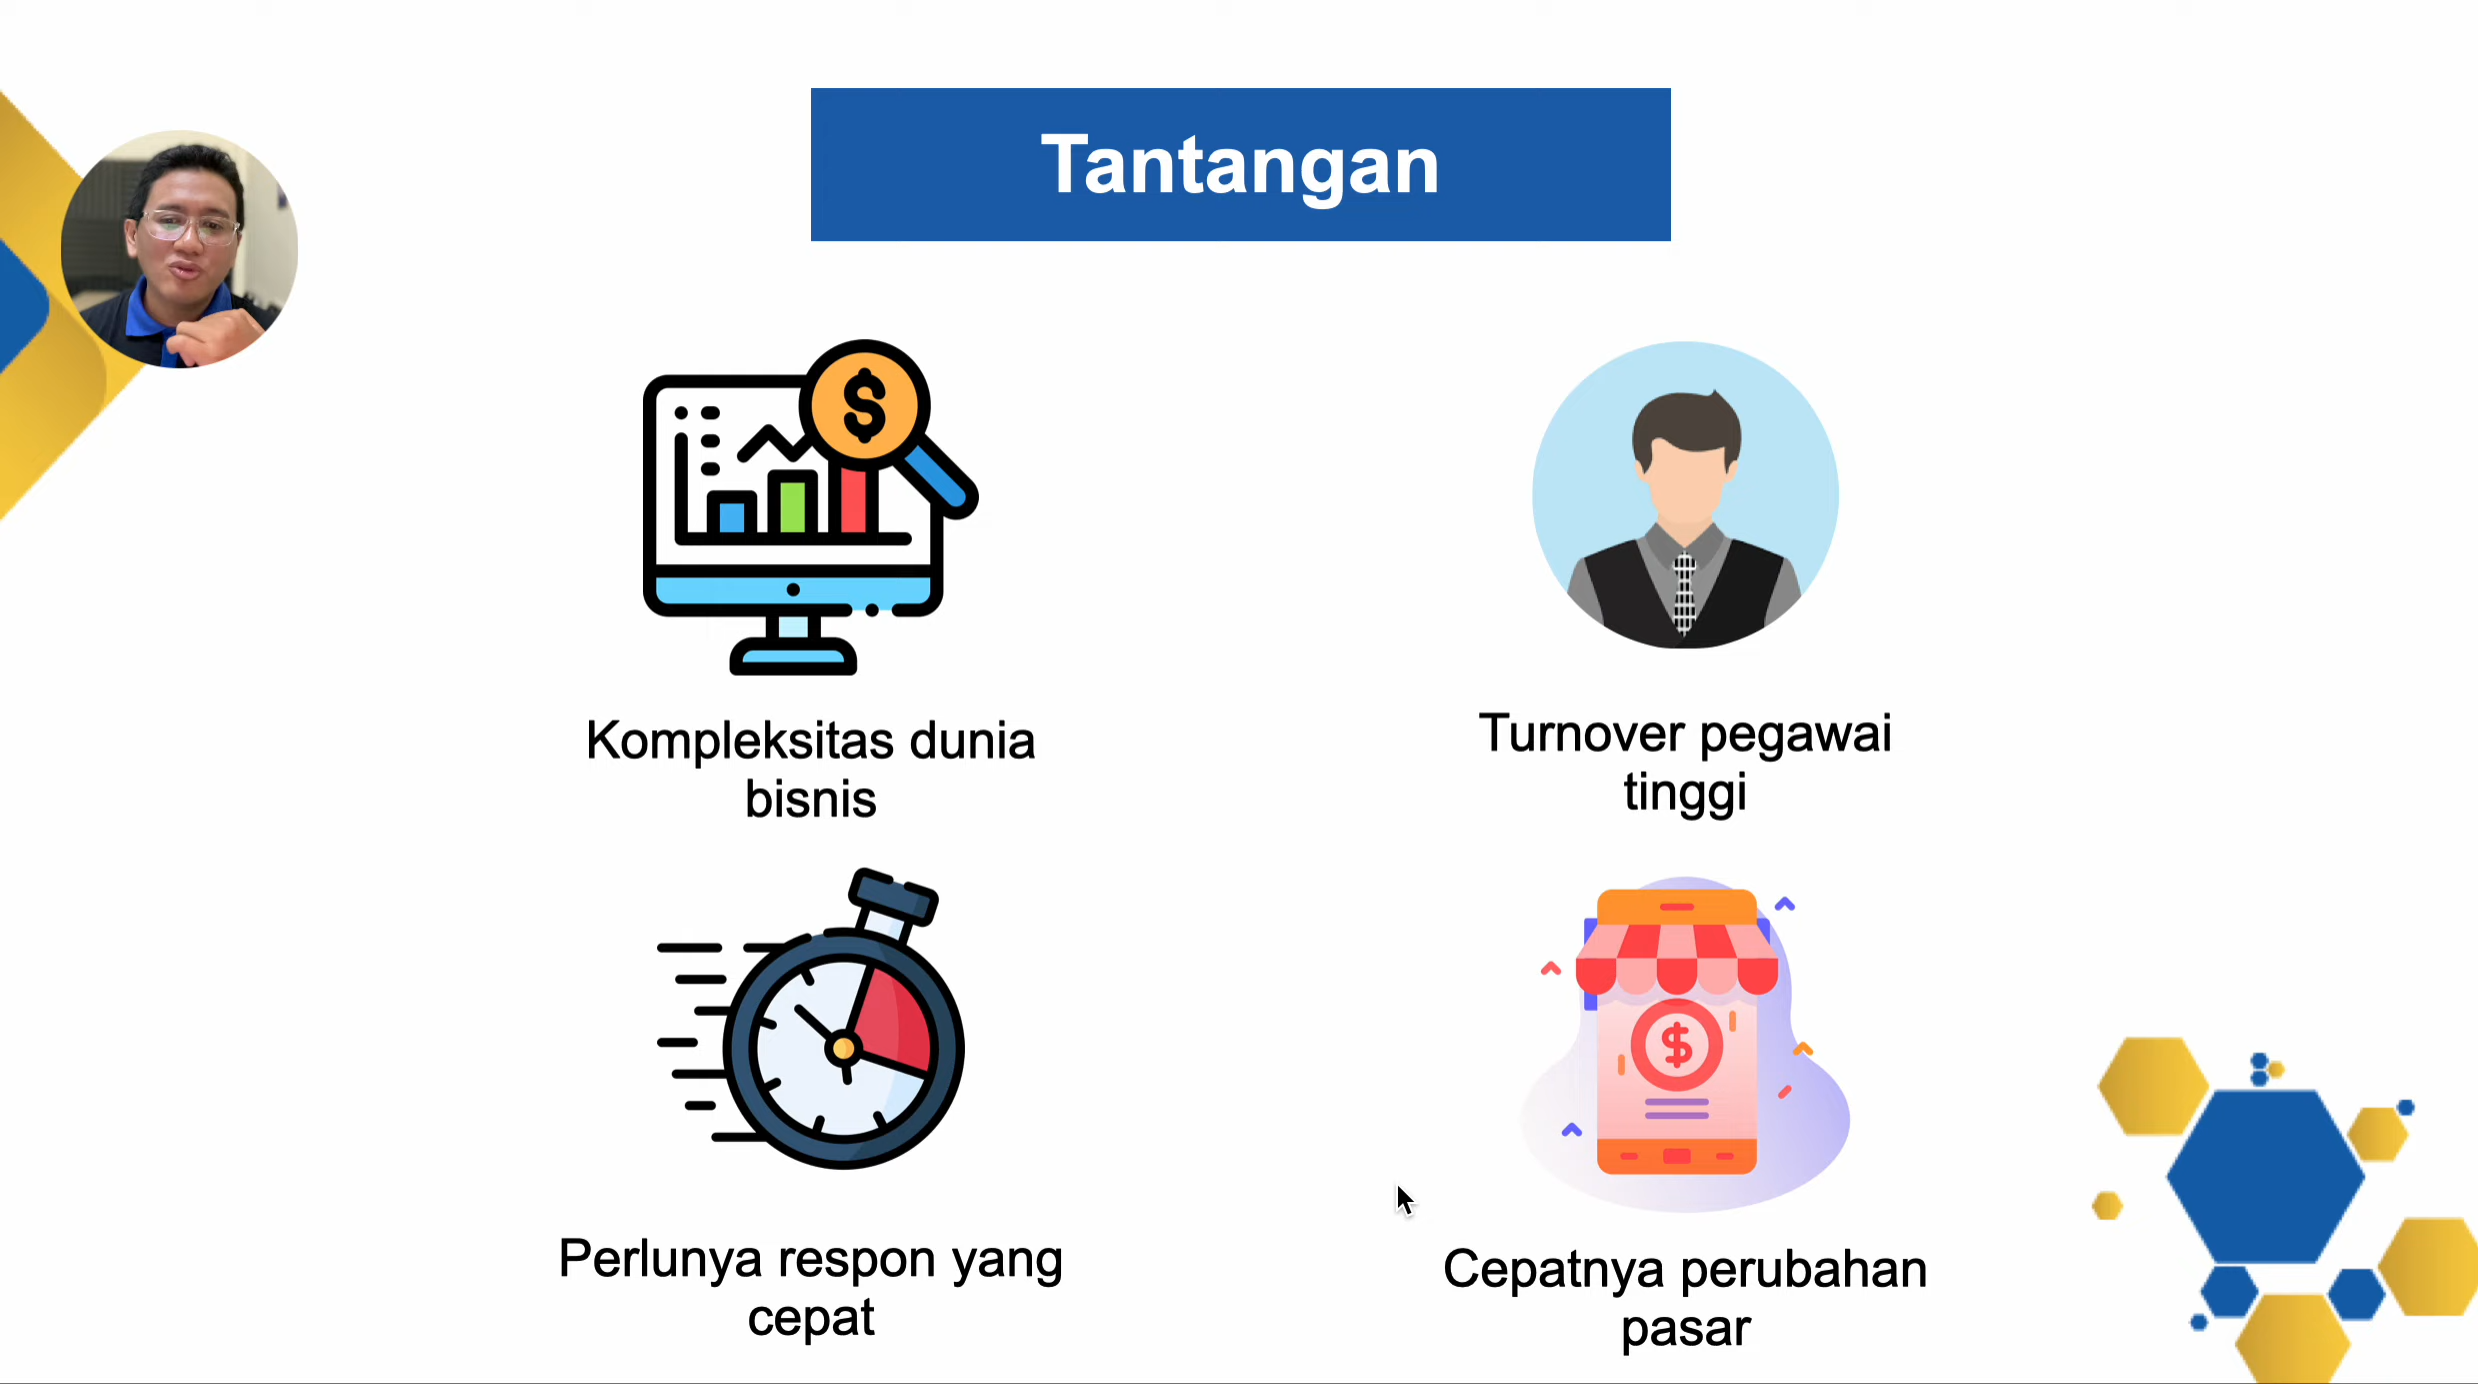 Tantangan
Kompleksitas dunia
bisnis
Turnover pegawai
tinggi
Perlunya respon yang
cepat
Cepatnya perubahan
pasar